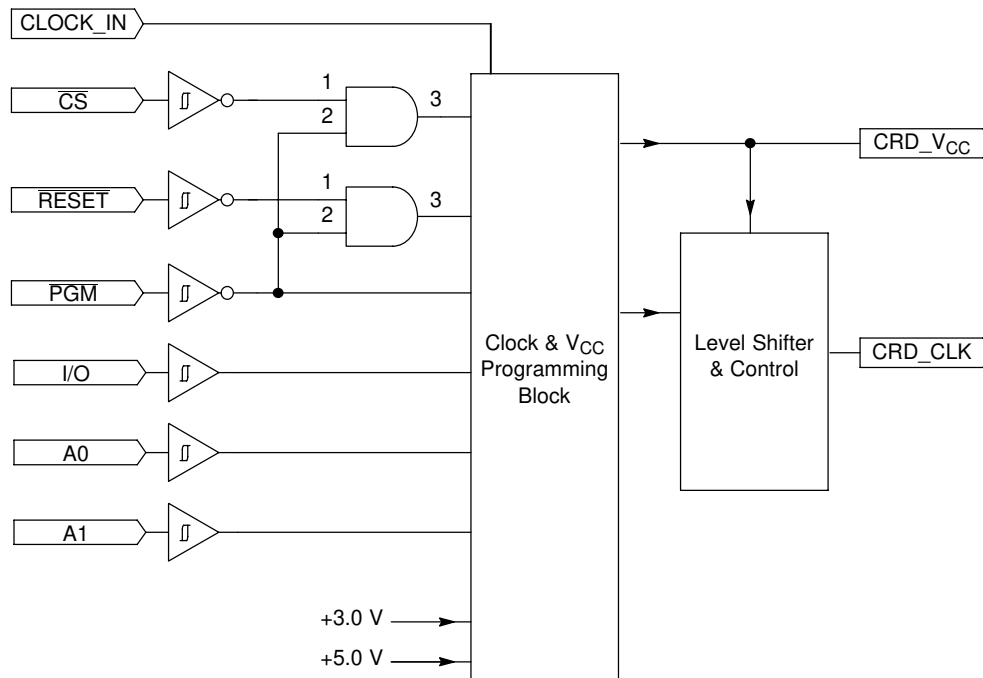 CLOCK_IN
CS
1
2
3
RESET
1
2
3
PGM
I/O
A0
A1
+3.0 V
+5.0 V
Clock & VCC
Programming
Block
CRD_VCC
Level Shifter
& Control
CRD_CLK